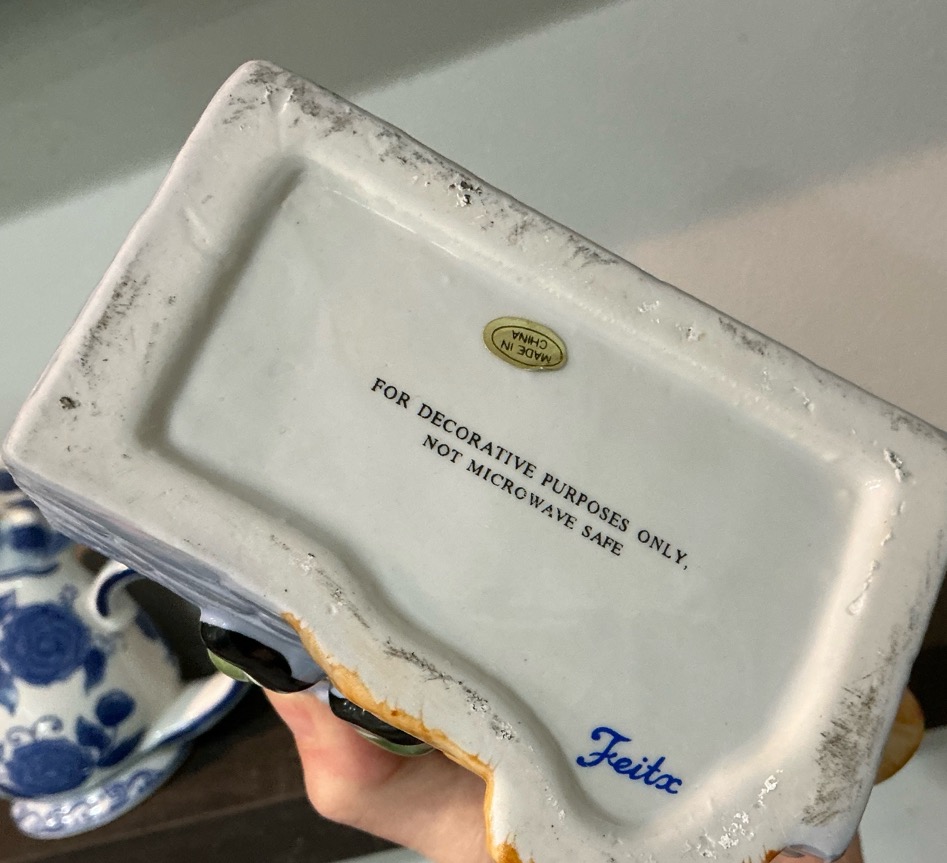 MADE IN
CHINA
FOR DECORATIVE PURPOSES ONLY,
NOT MICROWAVE SAFE
Feitx